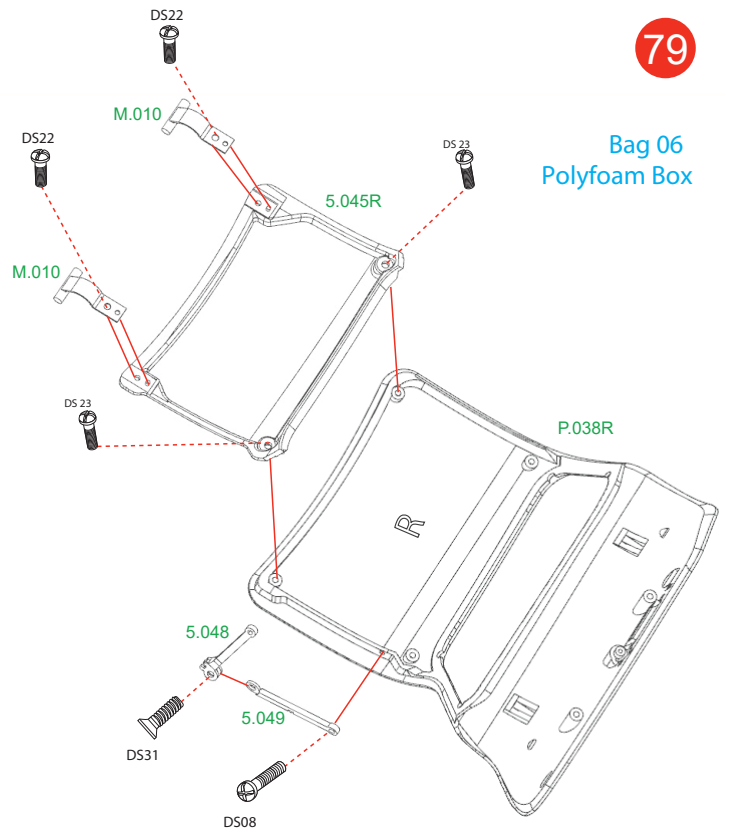 DS22
79
M.010
DS22
DS 23
Bag 06
Polyfoam Box
5.045R
M.010
DS 23
P.038R
R
5.048
5.049
DS31
DS08